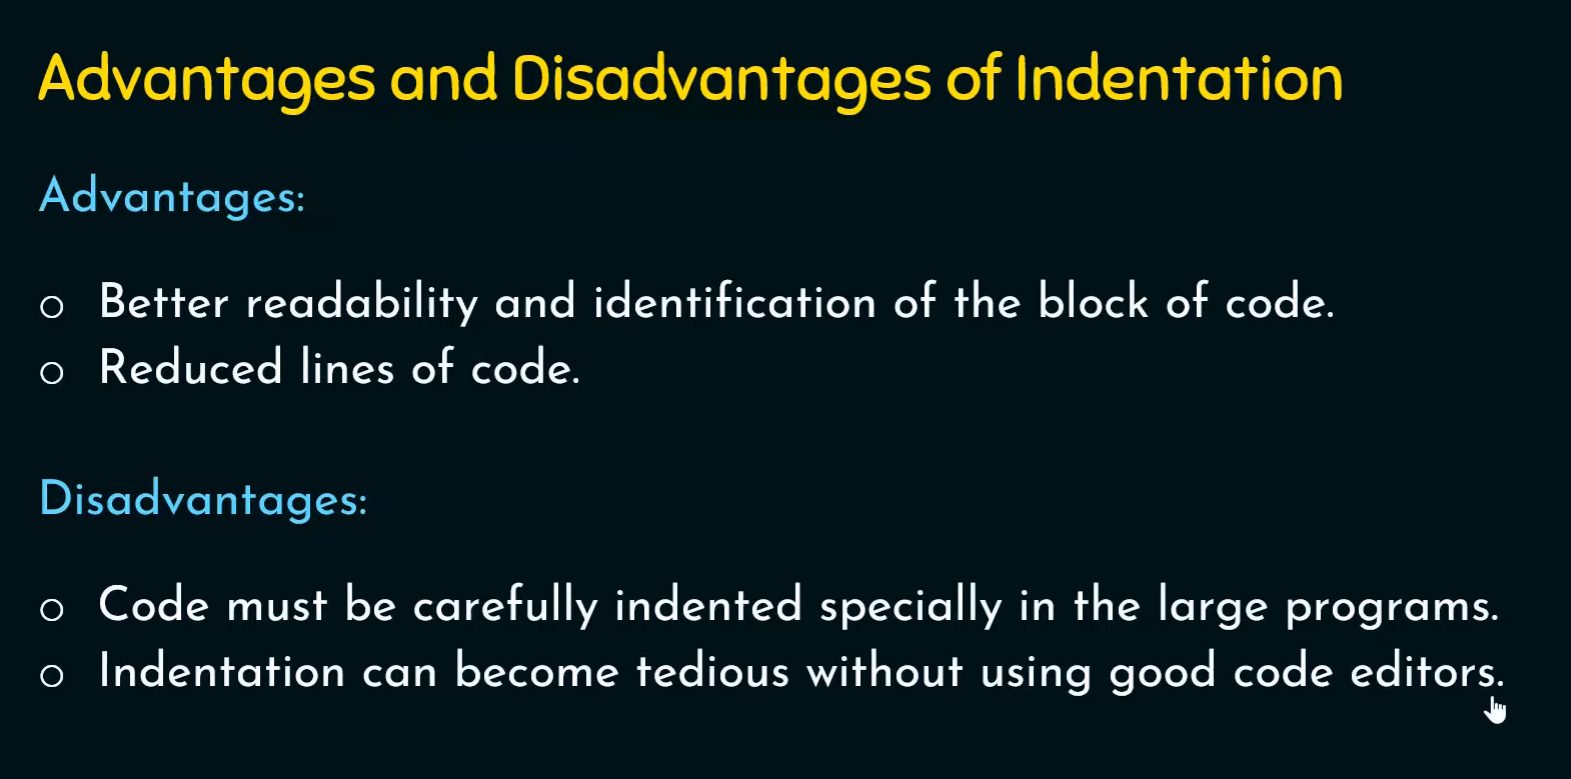 Advantages and Disadvantages of Indentation
Advantages:
○ Better readability and identification of the block of code.
○ Reduced lines of code.
Disadvantages:
○ Code must be carefully indented specially in the large programs.
○ Indentation can become tedious without using good code editors.